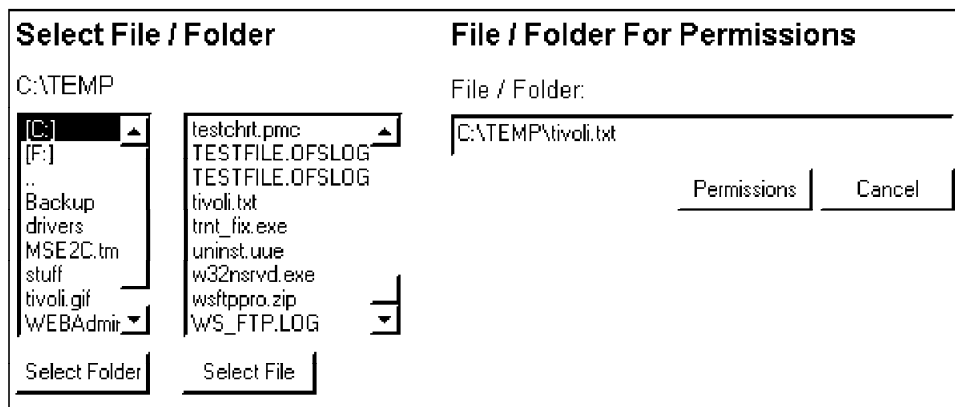 Select File / Folder
C:\TEMP
[C:]
[F:]
..
Backup
drivers
MSE2C.tm
stuff
tivoli.gif
WEBAdmir
Select Folder
testchrt.pmc
TESTFILE.OFSLOG
TESTFILE.OFSLOG
tivoli.txt
trnt_fix.exe
uninst.uue
w32nsrvd.exe
wsftppro.zip
WS_FTP.LOG
Select File
File / Folder For Permissions
File / Folder:
C:\TEMP\tivoli.txt
Permissions
Cancel